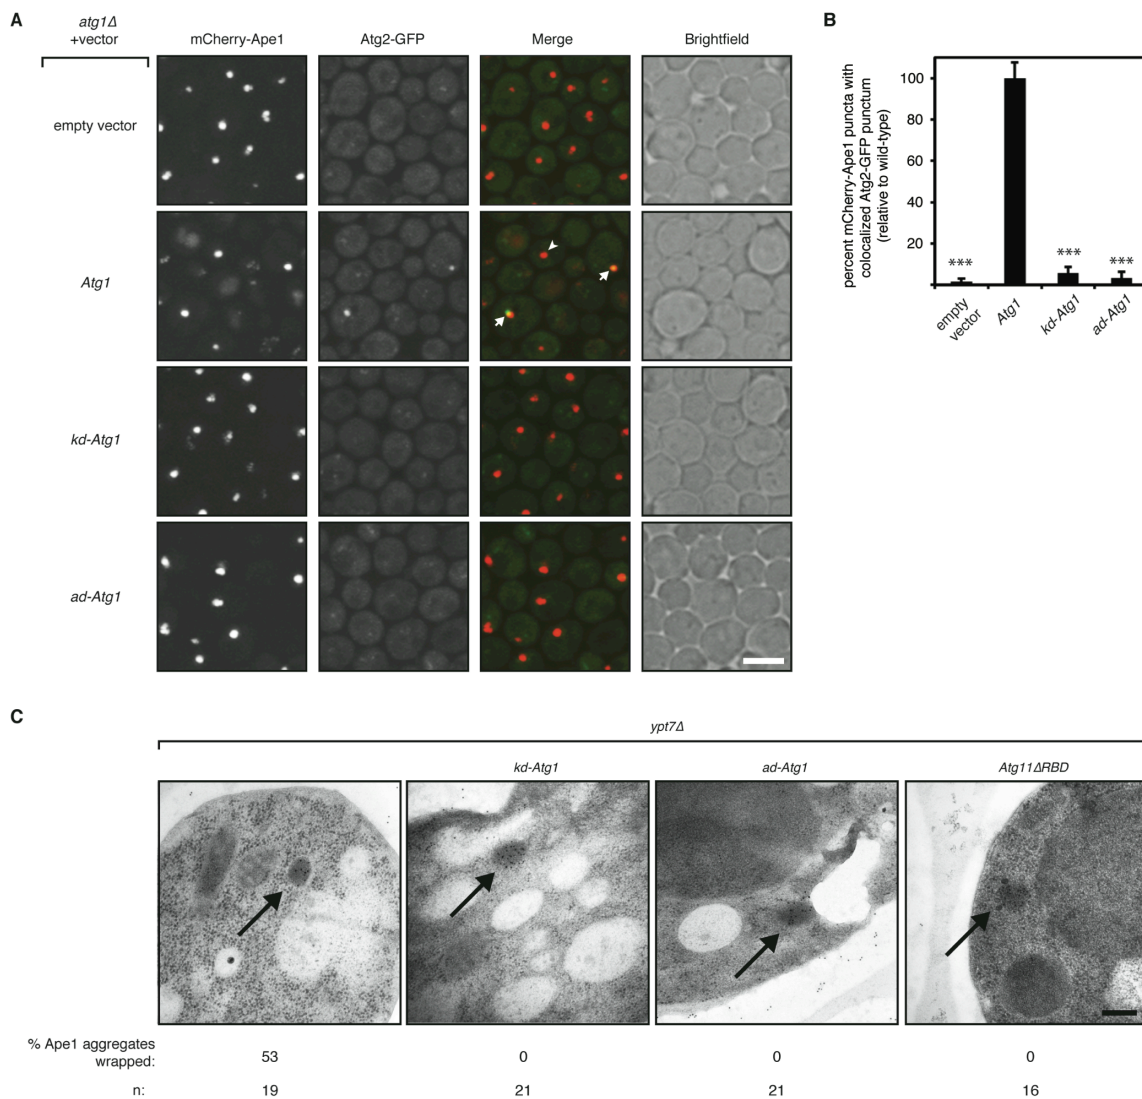 A
atg1Δ
+vector
mCherry-Ape1
Atg2-GFP
Merge
Brightfield
empty vector
Atg1
kd-Atg1
ad-Atg1
B
percent mCherry-Ape1 puncta with
colocalized Atg2-GFP punctum
(relative to wild-type)
100
80
60
40
20
***
***
***
empty
vector
Atg1
kd-Atg1
ad-Atg1
C
ypt7Δ
kd-Atg1
ad-Atg1
Atg11ΔRBD
% Ape1 aggregates
wrapped:
53
0
0
0
n:
19
21
21
16